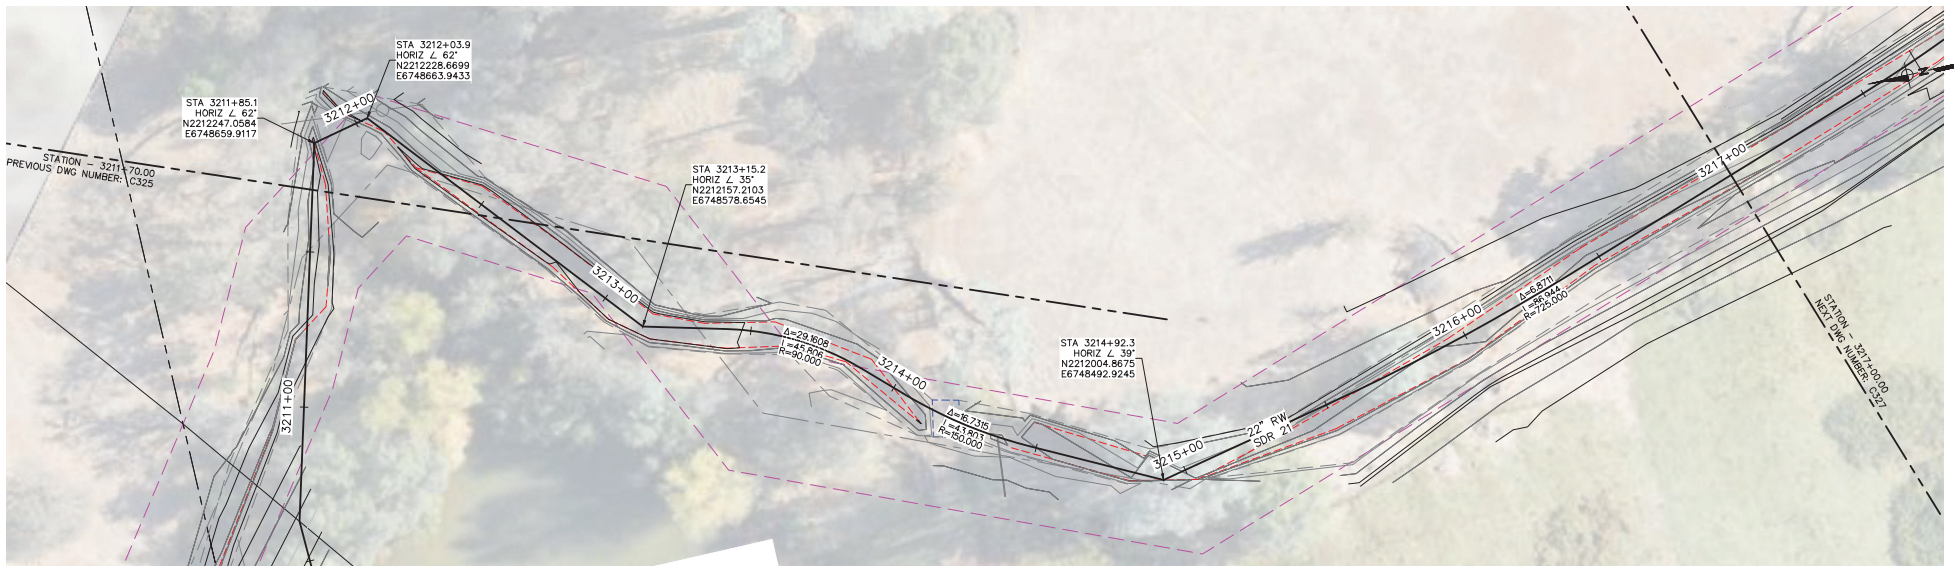 STA 3212+03.9
HORIZ ∠ 62°
N2212228.6699
E6748663.9433
STA 3211+85.1
HORIZ ∠ 62°
N2212247.0584
E6748659.9117
3212+00
STATION - 3211+70.00
PREVIOUS DWG NUMBER: C325
STA 3213+15.2
HORIZ ∠ 35°
N2212157.2103
E6748578.6545
3213+00
3211+00
Δ=29.1608
L=45.806
R=90.000
3214+00
Δ=16.7315
L=43.803
R=150.000
STA 3214+92.3
HORIZ ∠ 39°
N2212004.8675
E6748492.9245
3215+00
22" RW
SDR 21
3216+00
Δ=6.8711
L=86.944
R=725.000
3217+00
STATION - 3217+00.00
NEXT DWG NUMBER: C327
N